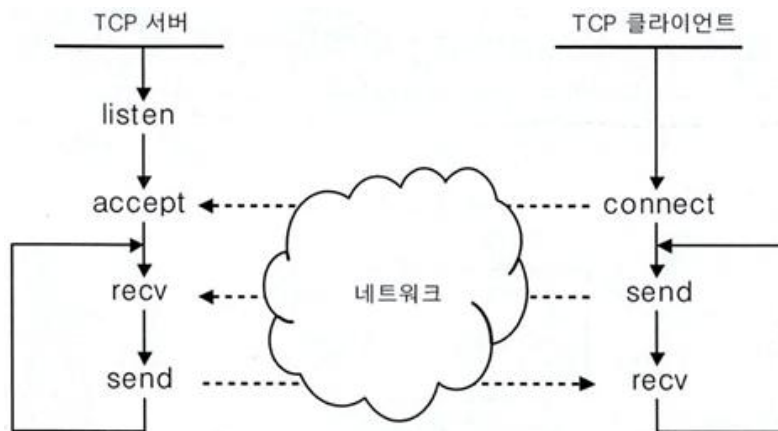 TCP 서버
TCP 클라이언트
listen
accept
connect
recv
네트워크
send
send
recv